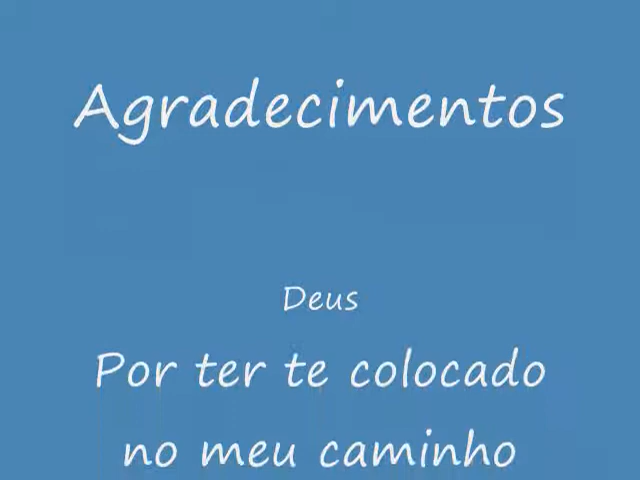 Agradecimentos
Deus
Por ter te colocado
no meu caminho